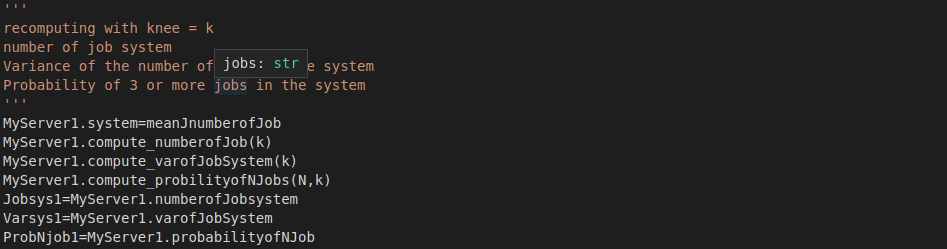 '''
recomputing with knee = k
number of job system
Variance of the number of e system
jobs: str
Probability of 3 or more jobs in the system
'''
MyServer1.system=meanJnumberofJob
MyServer1.compute_numberofJob(k)
MyServer1.compute_varofJobSystem(k)
MyServer1.compute_probilityofNJobs(N,k)
Jobsys1=MyServer1.numberofJobsystem
Varsys1=MyServer1.varofJobSystem
ProbNjob1=MyServer1.probabilityofNJob